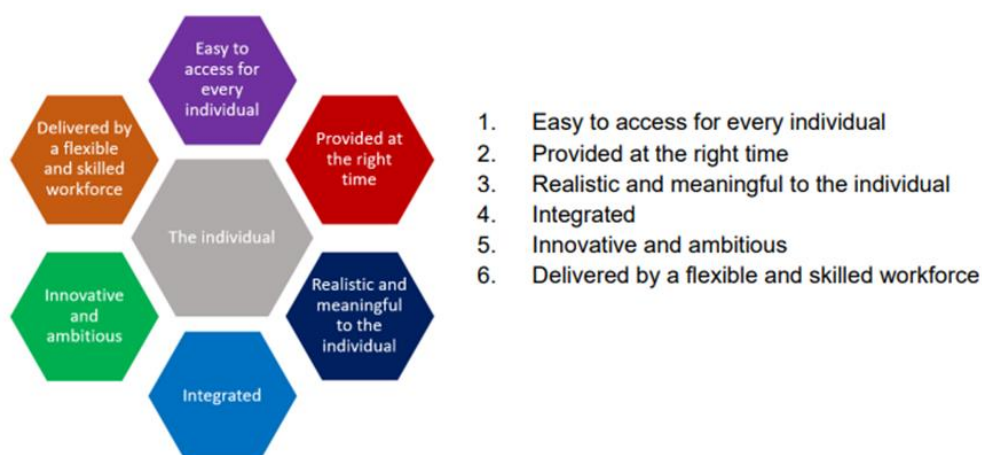 Easy to
access for
every
individual
Delivered by
a flexible
and skilled
workforce
Provided at
the right
time
The individual
Innovative
and
ambitious
Realistic and
meaningful
to the
individual
Integrated
1. Easy to access for every individual
2. Provided at the right time
3. Realistic and meaningful to the individual
4. Integrated
5. Innovative and ambitious
6. Delivered by a flexible and skilled workforce